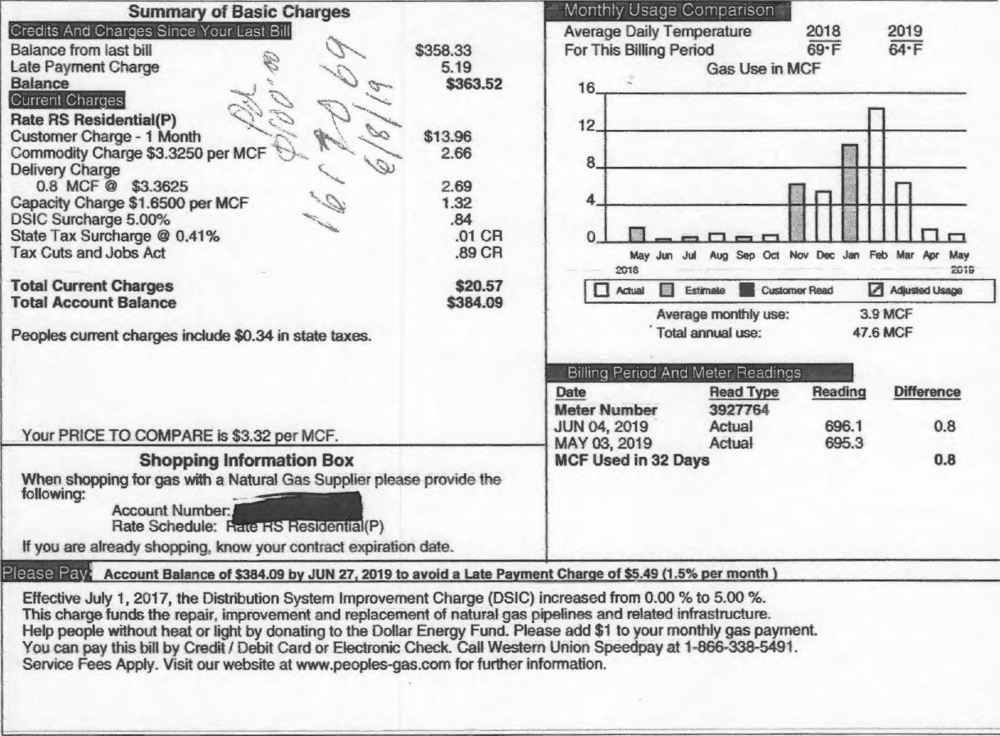 Summary of Basic Charges
Credits And Charges Since Your Last Bill
Balance from last bill $358.33
Late Payment Charge 5.19
Balance $363.52
Current Charges
Rate RS Residential(P)
Customer Charge - 1 Month $13.96
Commodity Charge $3.3250 per MCF 2.66
Delivery Charge
0.8 MCF @ $3.3625 2.69
Capacity Charge $1.6500 per MCF 1.32
DSIC Surcharge 5.00% .84
State Tax Surcharge @ 0.41% .01 CR
Tax Cuts and Jobs Act .89 CR
Total Current Charges $20.57
Total Account Balance $384.09
Peoples current charges include $0.34 in state taxes.
Your PRICE TO COMPARE is $3.32 per MCF.
6/8/19
Shopping Information Box
When shopping for gas with a Natural Gas Supplier please provide the
following:
Account Number:
Rate Schedule: Rate RS Residential(P)
If you are already shopping, know your contract expiration date.
Monthly Usage Comparison
Average Daily Temperature 2018 2019
For This Billing Period 69°F 64°F
Gas Use in MCF
16
12
8
4
0
May Jun Jul Aug Sep Oct Nov Dec Jan Feb Mar Apr May
2018 2019
Actual Estimate Customer Read Adjusted Usage
Average monthly use: 3.9 MCF
Total annual use: 47.6 MCF
Billing Period And Meter Readings
Date Read Type Reading Difference
Meter Number 3927764
JUN 04, 2019 Actual 696.1 0.8
MAY 03, 2019 Actual 695.3
MCF Used in 32 Days 0.8
Please Pay: Account Balance of $384.09 by JUN 27, 2019 to avoid a Late Payment Charge of $5.49 (1.5% per month )
Effective July 1, 2017, the Distribution System Improvement Charge (DSIC) increased from 0.00 % to 5.00 %.
This charge funds the repair, improvement and replacement of natural gas pipelines and related infrastructure.
Help people without heat or light by donating to the Dollar Energy Fund. Please add $1 to your monthly gas payment.
You can pay this bill by Credit / Debit Card or Electronic Check. Call Western Union Speedpay at 1-866-338-5491.
Service Fees Apply. Visit our website at www.peoples-gas.com for further information.